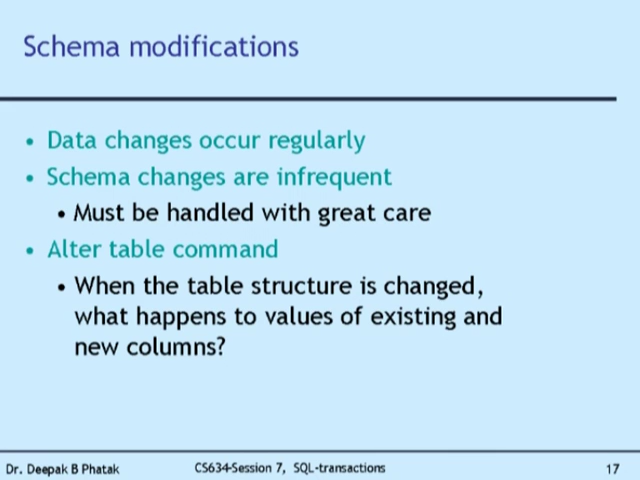 Schema modifications
• Data changes occur regularly
• Schema changes are infrequent
• Must be handled with great care
• Alter table command
• When the table structure is changed,
what happens to values of existing and
new columns?
Dr. Deepak B Phatak CS634-Session 7, SQL-transactions 17